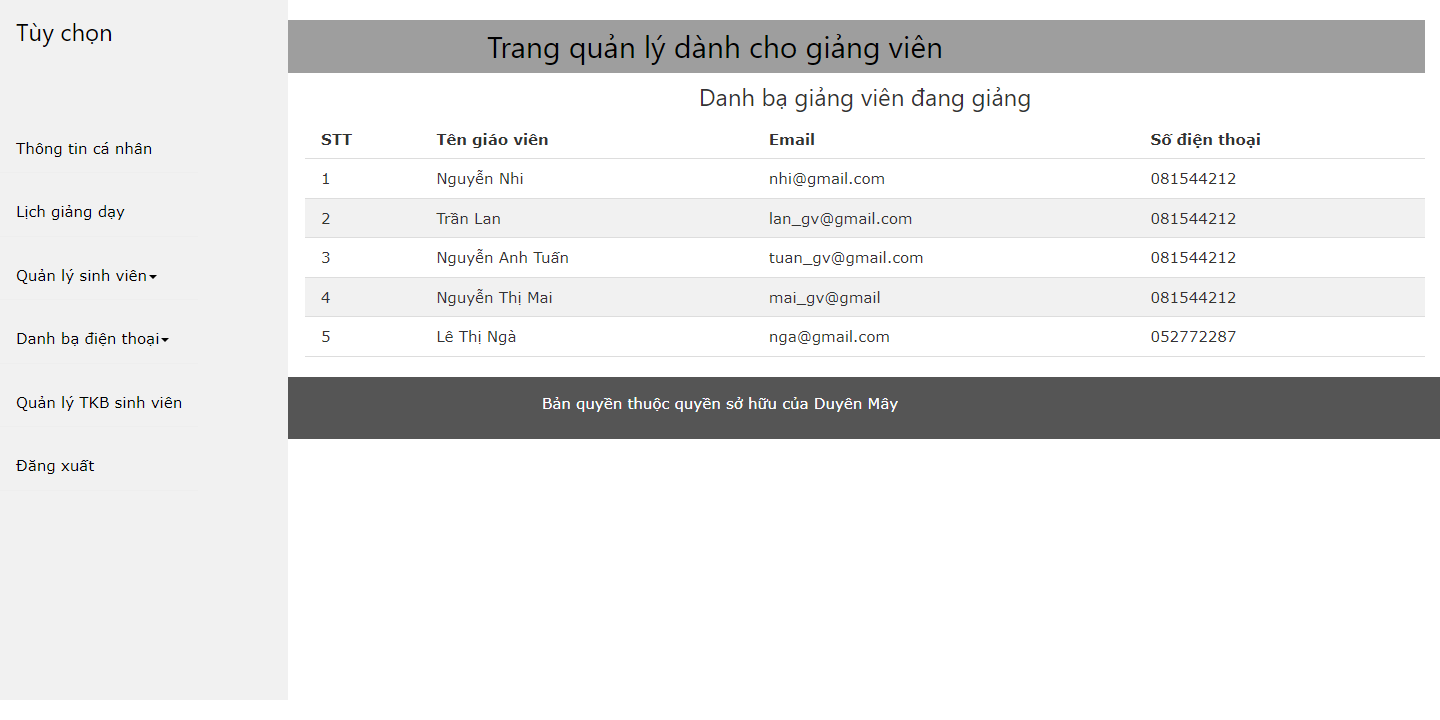 Tùy chọn
Thông tin cá nhân
Lịch giảng dạy
Quản lý sinh viên
Danh bạ điện thoại
Quản lý TKB sinh viên
Đăng xuất
Trang quản lý dành cho giảng viên
Danh bạ giảng viên đang giảng
STT Tên giáo viên Email Số điện thoại
1 Nguyễn Nhi nhi@gmail.com 081544212
2 Trần Lan lan_gv@gmail.com 081544212
3 Nguyễn Anh Tuấn tuan_gv@gmail.com 081544212
4 Nguyễn Thị Mai mai_gv@gmail 081544212
5 Lê Thị Ngà nga@gmail.com 052772287
Bản quyền thuộc quyền sở hữu của Duyên Mây